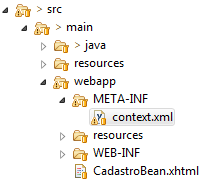 src
main
java
resources
webapp
META-INF
context.xml
resources
WEB-INF
CadastroBean.xhtml